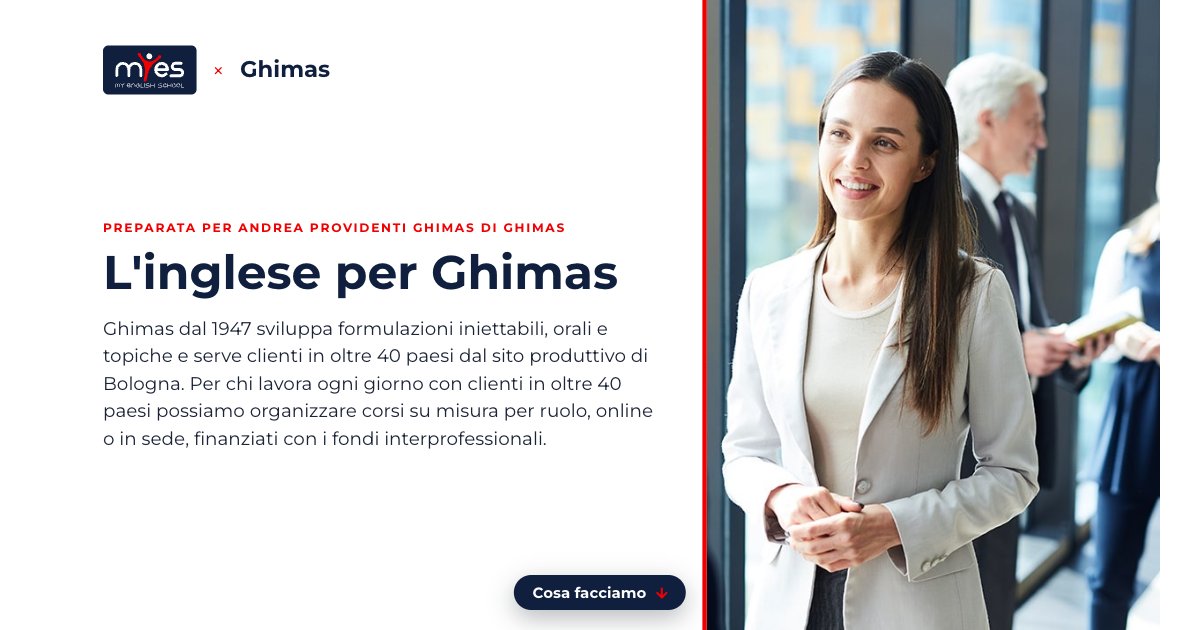 myes
MY ENGLISH SCHOOL
× Ghimas
PREPARATA PER ANDREA PROVIDENTI GHIMAS DI GHIMAS
L'inglese per Ghimas
Ghimas dal 1947 sviluppa formulazioni iniettabili, orali e
topiche e serve clienti in oltre 40 paesi dal sito produttivo di
Bologna. Per chi lavora ogni giorno con clienti in oltre 40
paesi possiamo organizzare corsi su misura per ruolo, online
o in sede, finanziati con i fondi interprofessionali.
Cosa facciamo ↓